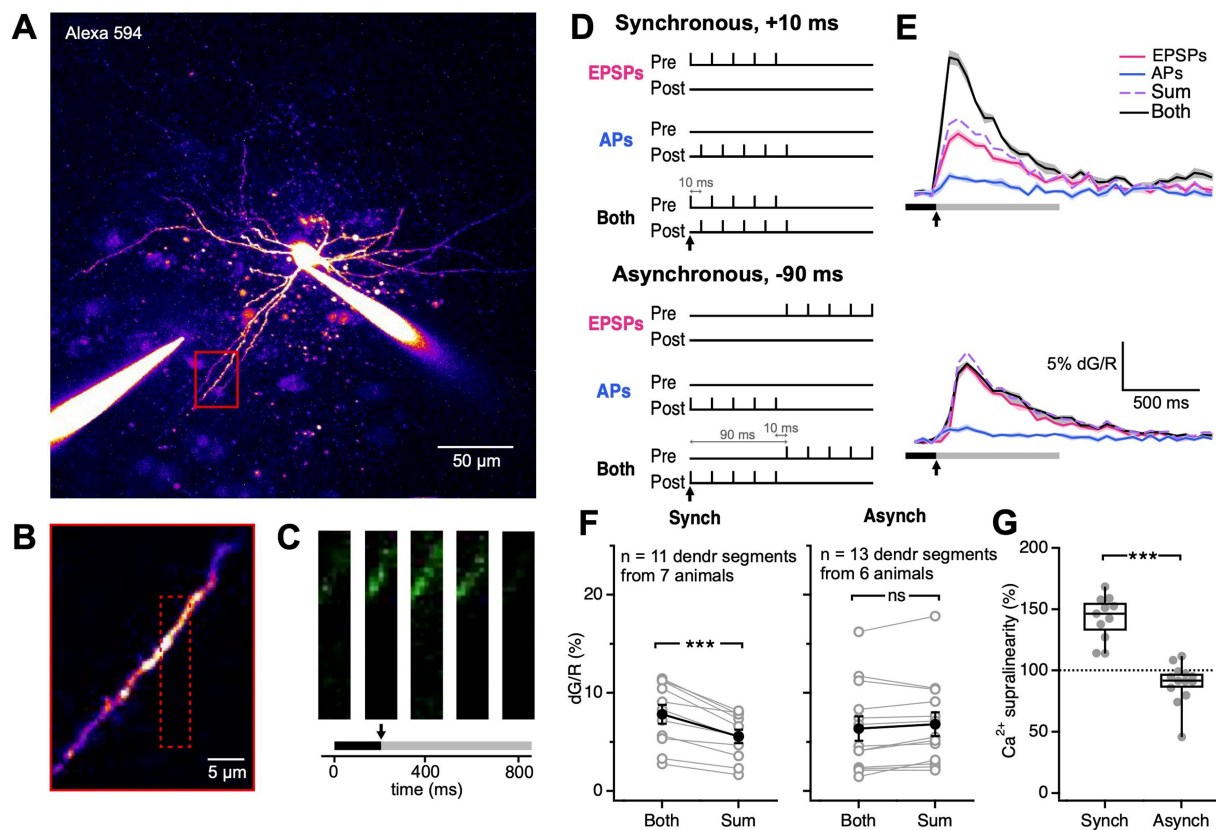 A
Alexa 594
50 µm
B
5 µm
C
0
400
800
time (ms)
D
Synchronous, +10 ms
EPSPs
Pre
Post
APs
Pre
Post
10 ms
Both
Pre
Post
Asynchronous, -90 ms
EPSPs
Pre
Post
APs
Pre
Post
90 ms
10 ms
Both
Pre
Post
E
EPSPs
APs
Sum
Both
5% dG/R
500 ms
F
Synch
Asynch
n = 11 dendr segments
from 7 animals
n = 13 dendr segments
from 6 animals
***
ns
dG/R (%)
20
10
0
Both
Sum
Both
Sum
G
***
Ca²⁺ supralinearity (%)
200
150
100
50
0
Synch
Asynch